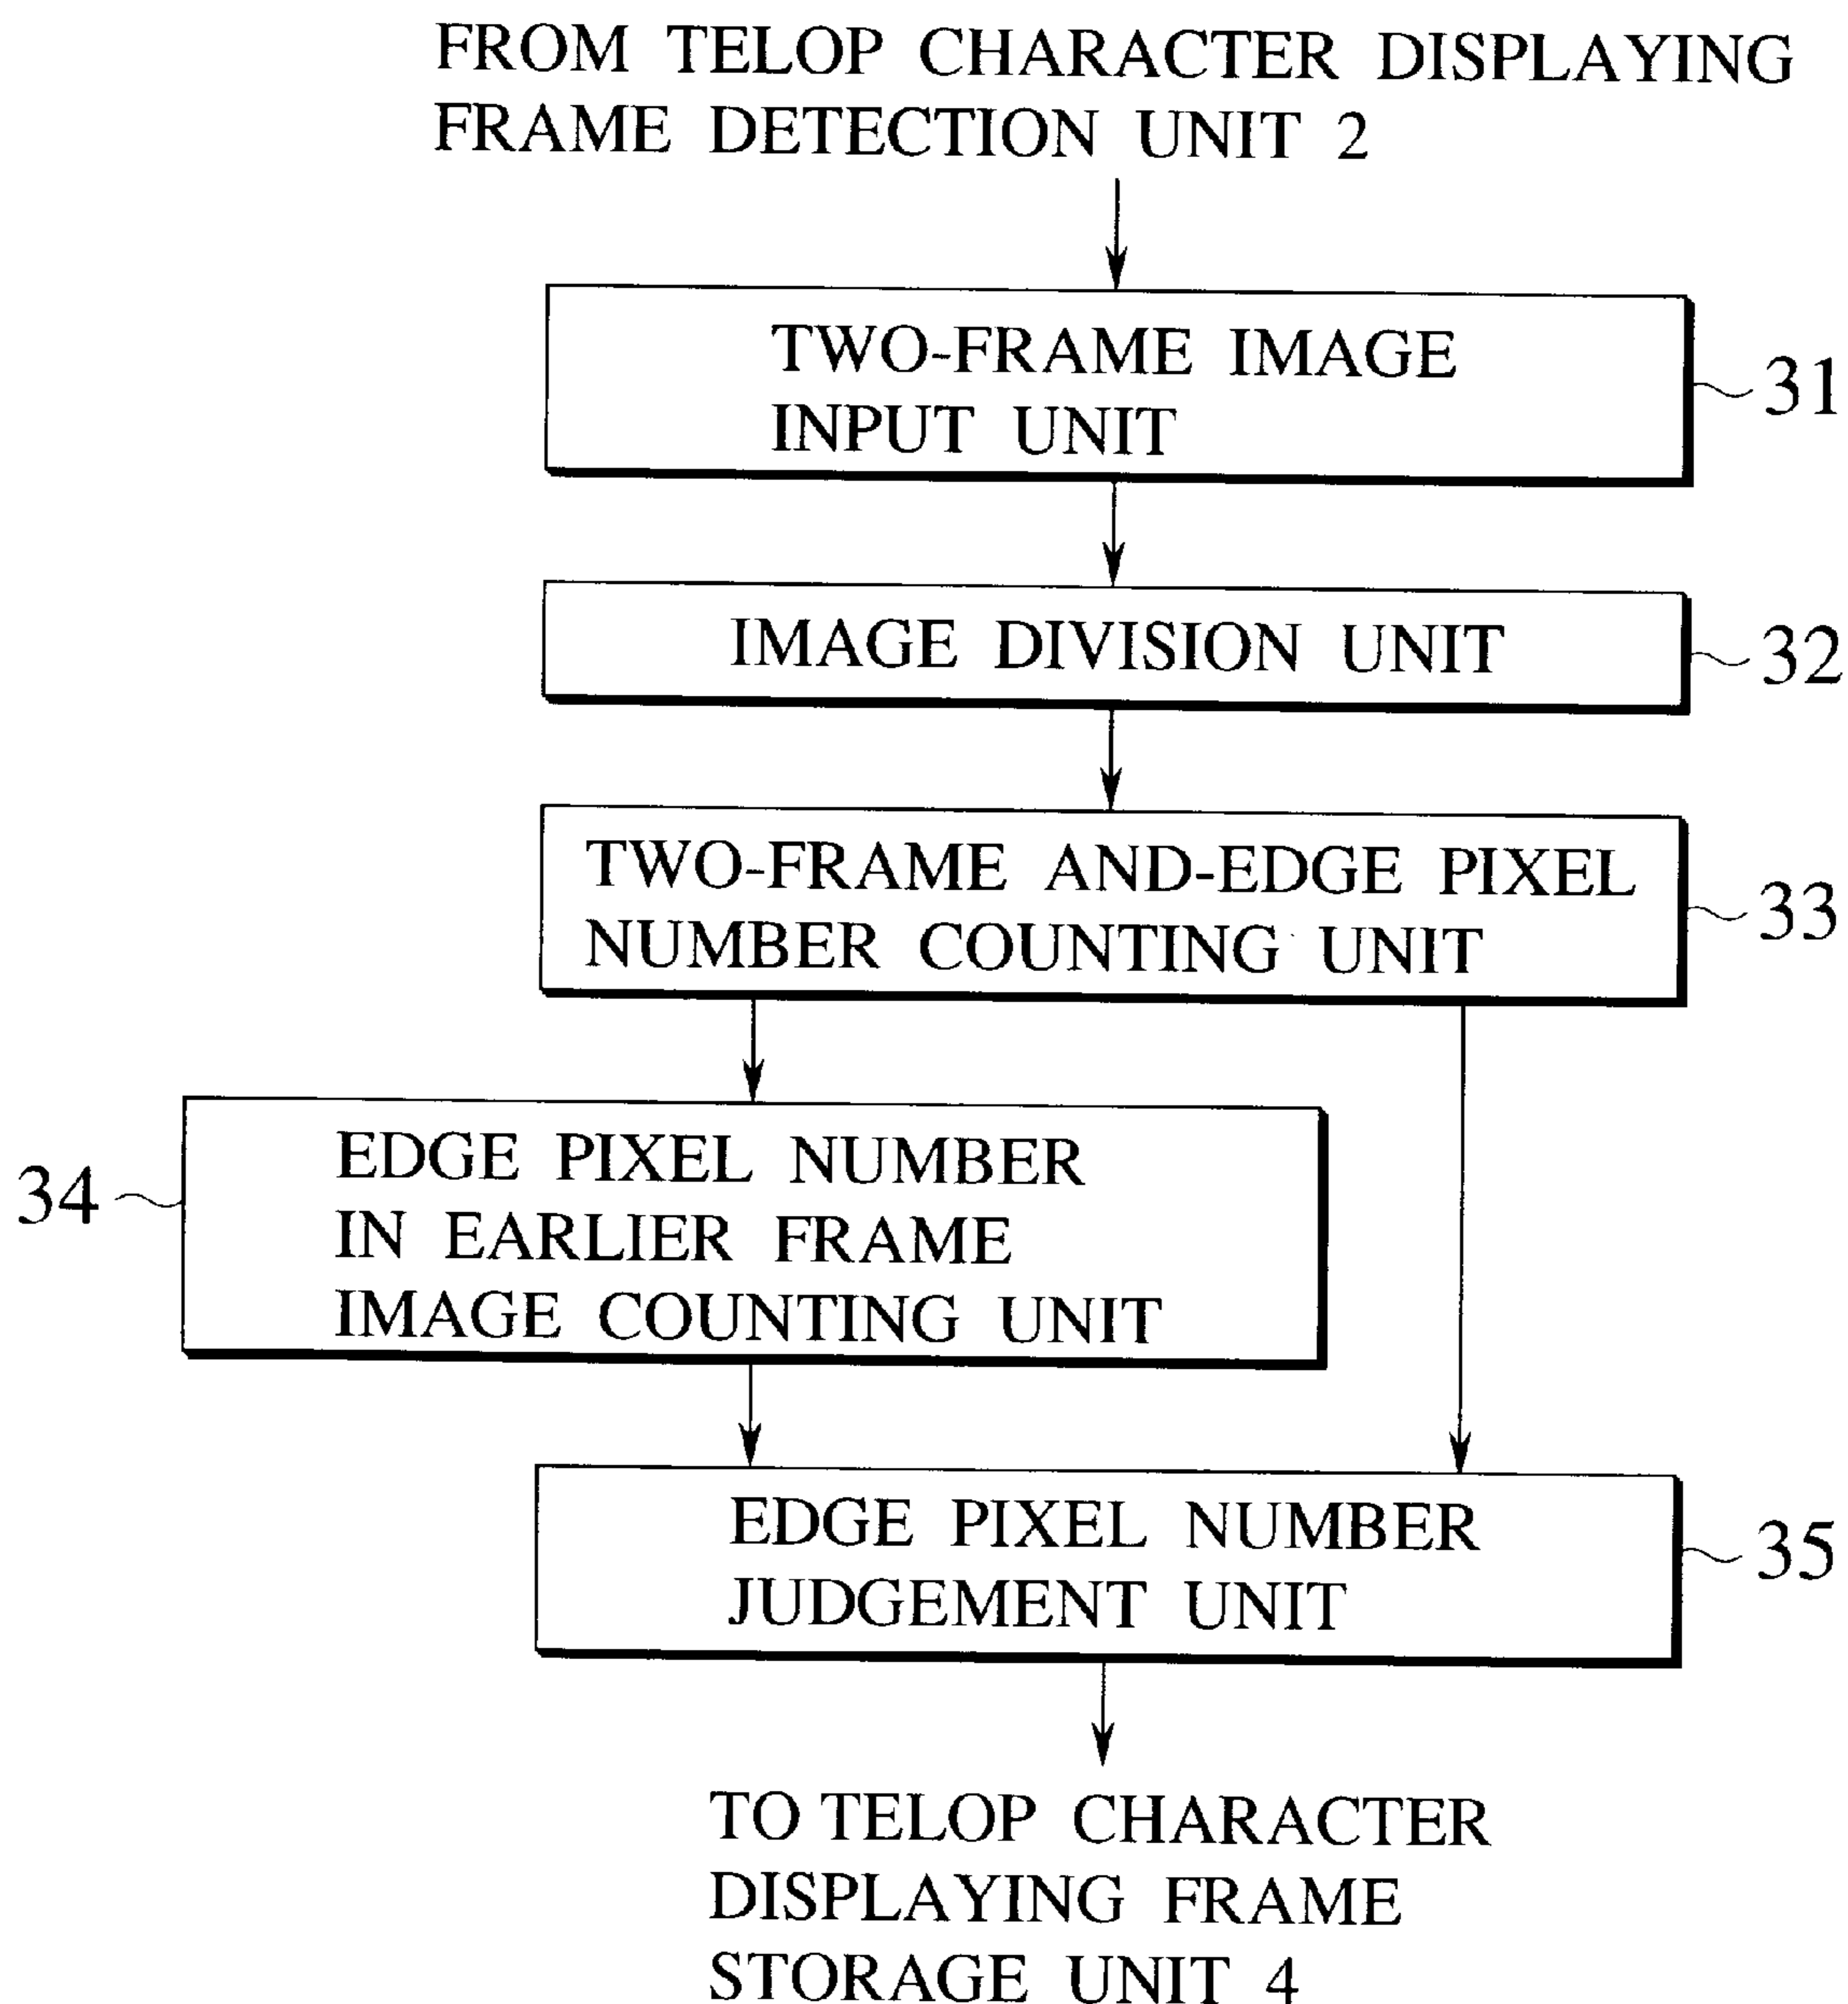 FROM TELOP CHARACTER DISPLAYING
FRAME DETECTION UNIT 2
TWO-FRAME IMAGE
INPUT UNIT
31
IMAGE DIVISION UNIT
32
TWO-FRAME AND-EDGE PIXEL
NUMBER COUNTING UNIT
33
EDGE PIXEL NUMBER
IN EARLIER FRAME
IMAGE COUNTING UNIT
34
EDGE PIXEL NUMBER
JUDGEMENT UNIT
35
TO TELOP CHARACTER
DISPLAYING FRAME
STORAGE UNIT 4